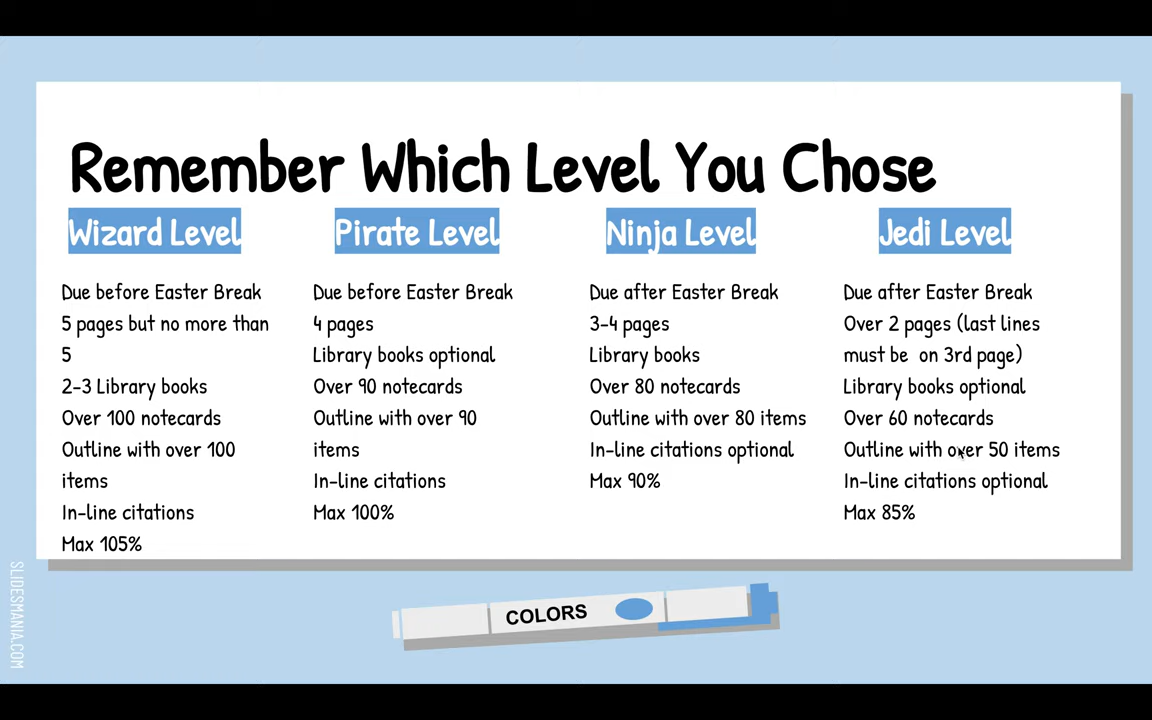 Remember Which Level You Chose
Wizard Level
Due before Easter Break
5 pages but no more than
5
2-3 Library books
Over 100 notecards
Outline with over 100
items
In-line citations
Max 105%
Pirate Level
Due before Easter Break
4 pages
Library books optional
Over 90 notecards
Outline with over 90
items
In-line citations
Max 100%
Ninja Level
Due after Easter Break
3-4 pages
Library books
Over 80 notecards
Outline with over 80 items
In-line citations optional
Max 90%
Jedi Level
Due after Easter Break
Over 2 pages (last lines
must be  on 3rd page)
Library books optional
Over 60 notecards
Outline with over 50 items
In-line citations optional
Max 85%
COLORS
SLIDESMANIA.COM